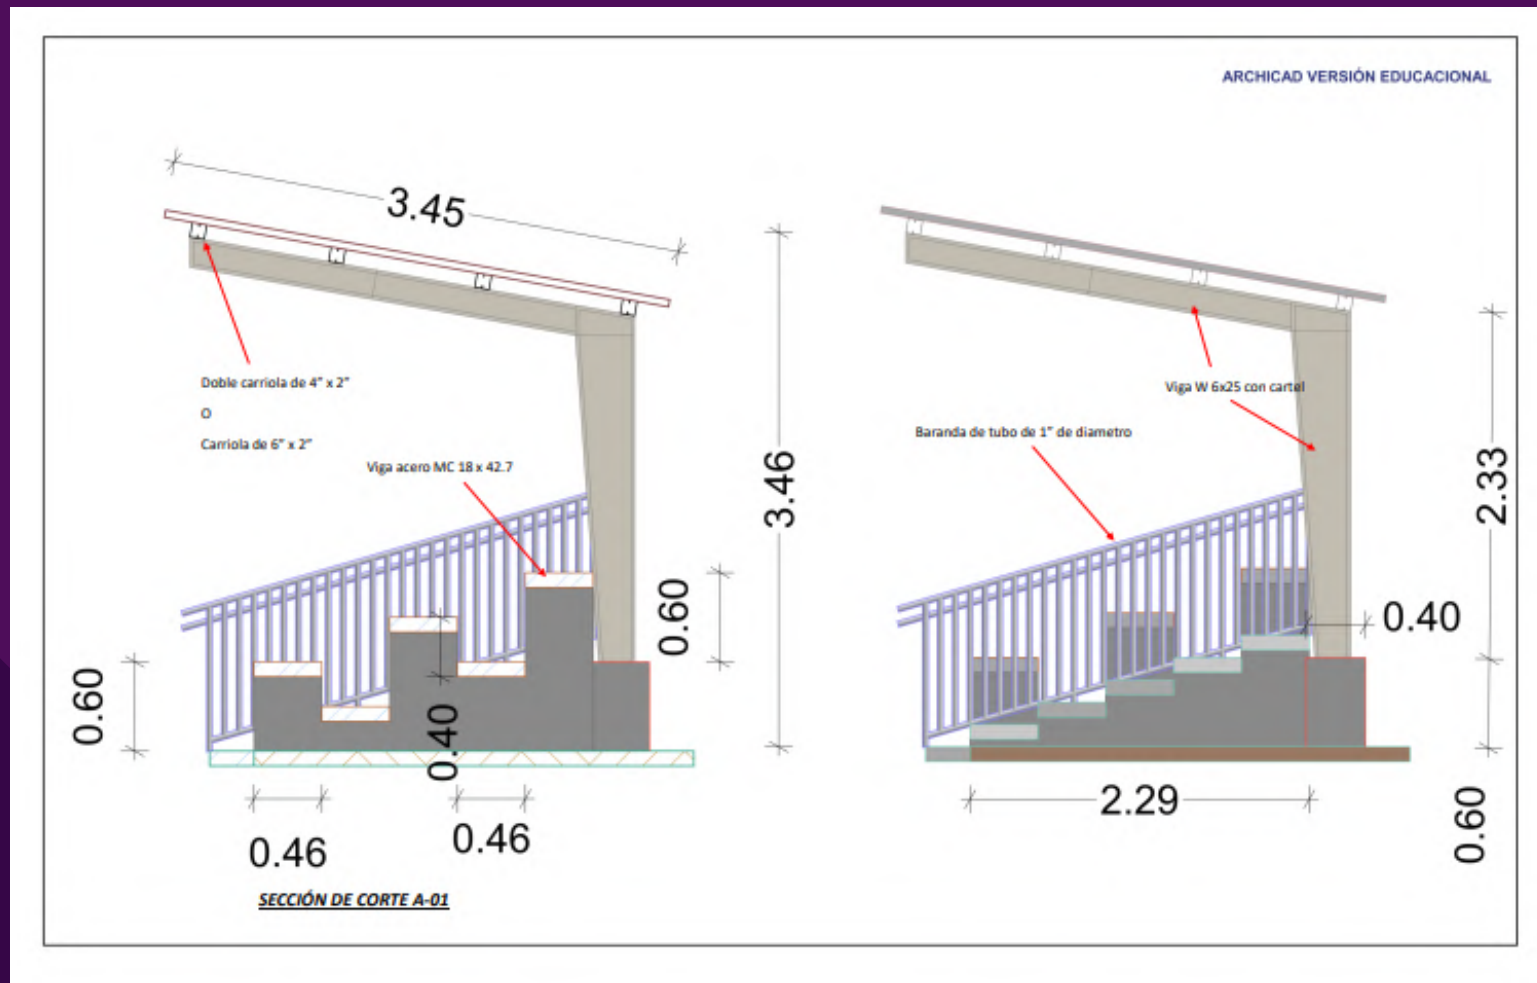 ARCHICAD VERSIÓN EDUCACIONAL
3.45
Doble carriola de 4” x 2”
O
Carriola de 6” x 2”
Viga acero MC 18 x 42.7
3.46
0.60
0.60
0.40
0.46
0.46
SECCIÓN DE CORTE A-01
Viga W 6x25 con cartel
Baranda de tubo de 1” de diametro
2.33
0.40
2.29
0.60